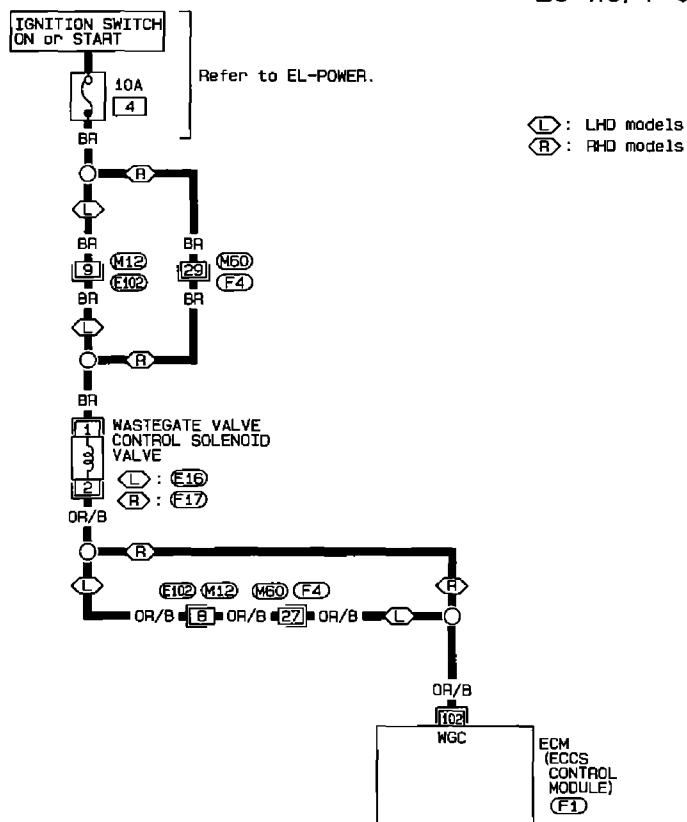 IGNITION SWITCH
ON or START
Refer to EL-POWER.
10A
4
L : LHD models
R : RHD models
BR
R
L
BR BR
9 M12 29 M60
E102 F4
BR BR
L
R
BR
1 WASTEGATE VALVE
CONTROL SOLENOID
VALVE
L : E16
2 R : F17
OR/B
R
L R
E102 M12 M60 F4
OR/B 8 OR/B 27 OR/B L
OR/B
102
WGC
ECM
(ECCS
CONTROL
MODULE)
F1